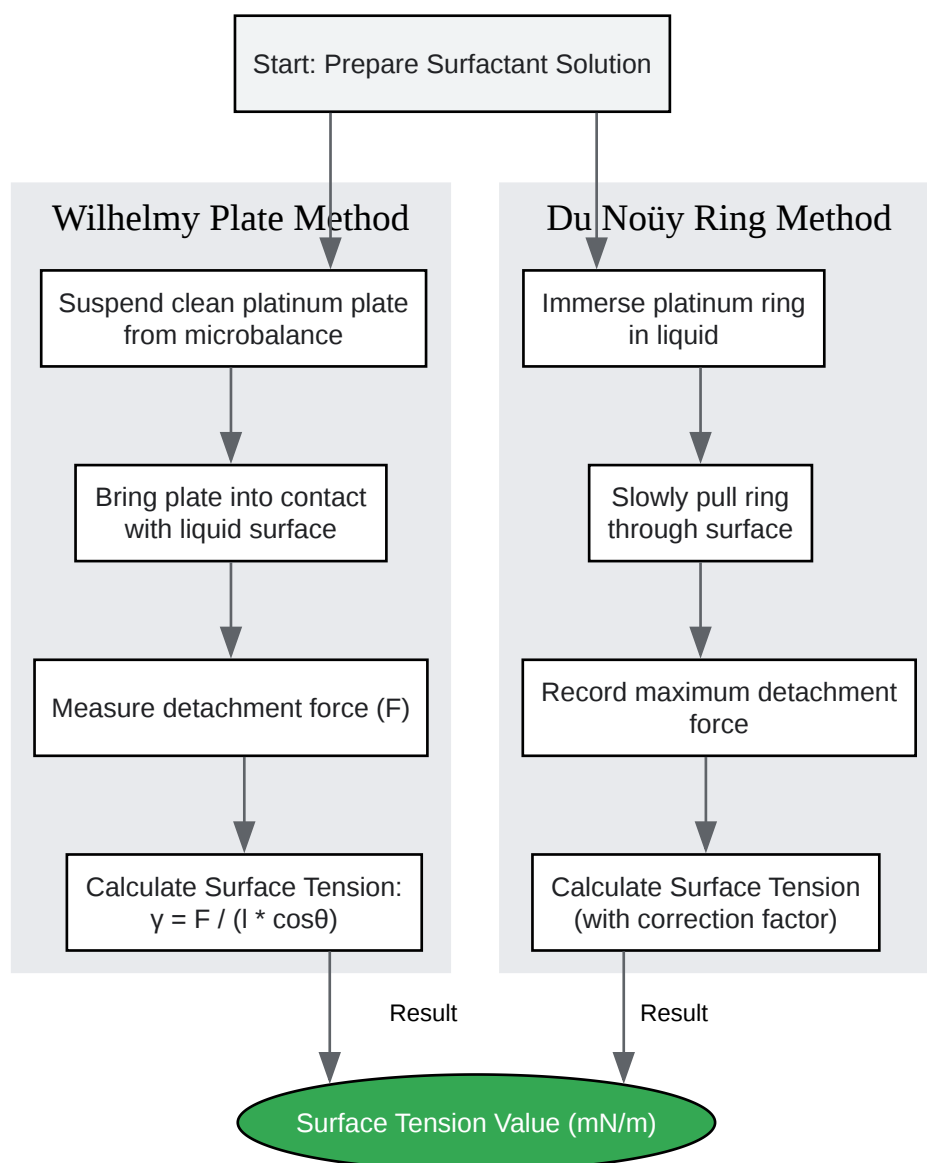 Start: Prepare Surfactant Solution
Wilhelmy Plate Method
Suspend clean platinum plate
from microbalance
Bring plate into contact
with liquid surface
Measure detachment force (F)
Calculate Surface Tension:
γ = F / (l * cosθ)
Result
Du Noüy Ring Method
Immerse platinum ring
in liquid
Slowly pull ring
through surface
Record maximum detachment
force
Calculate Surface Tension
(with correction factor)
Result
Surface Tension Value (mN/m)